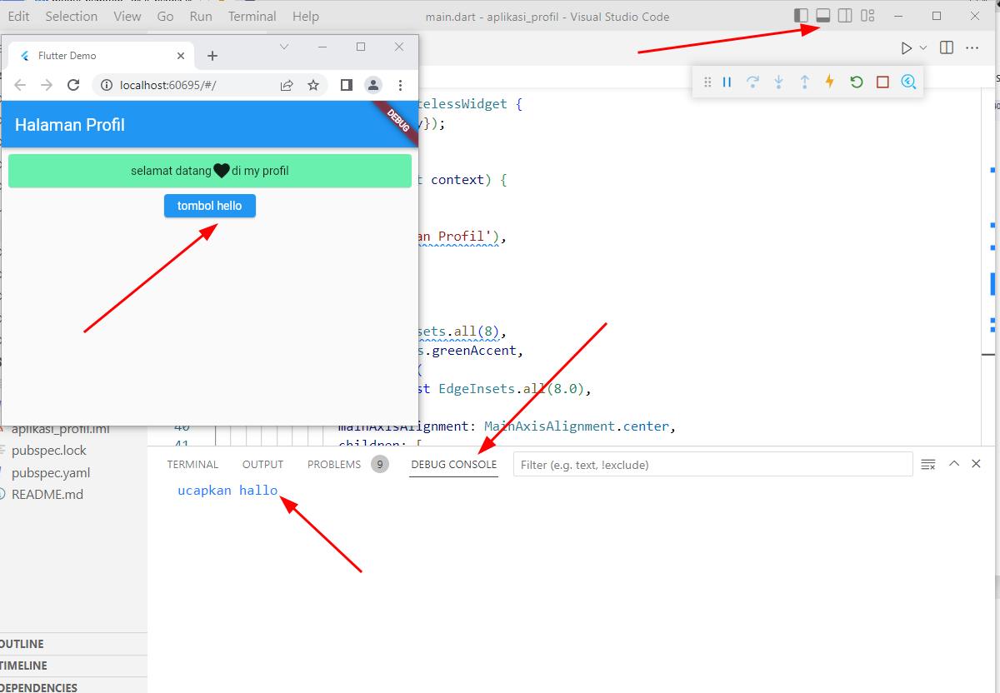 Edit Selection View Go Run Terminal Help main.dart - aplikasi_profil - Visual Studio Code
Flutter Demo
localhost:60695/#/
Halaman Profil
DEBUG
selamat datang di my profil
tombol hello
telessWidget {
});
context) {
an Profil'),
sets.all(8),
s.greenAccent,
(
st EdgeInsets.all(8.0),
40 mainAxisAlignment: MainAxisAlignment.center,
41 children: [
aplikasi_profil.iml
pubspec.lock
pubspec.yaml
README.md
TERMINAL OUTPUT PROBLEMS 9 DEBUG CONSOLE Filter (e.g. text, !exclude)
ucapkan hallo
OUTLINE
TIMELINE
DEPENDENCIES